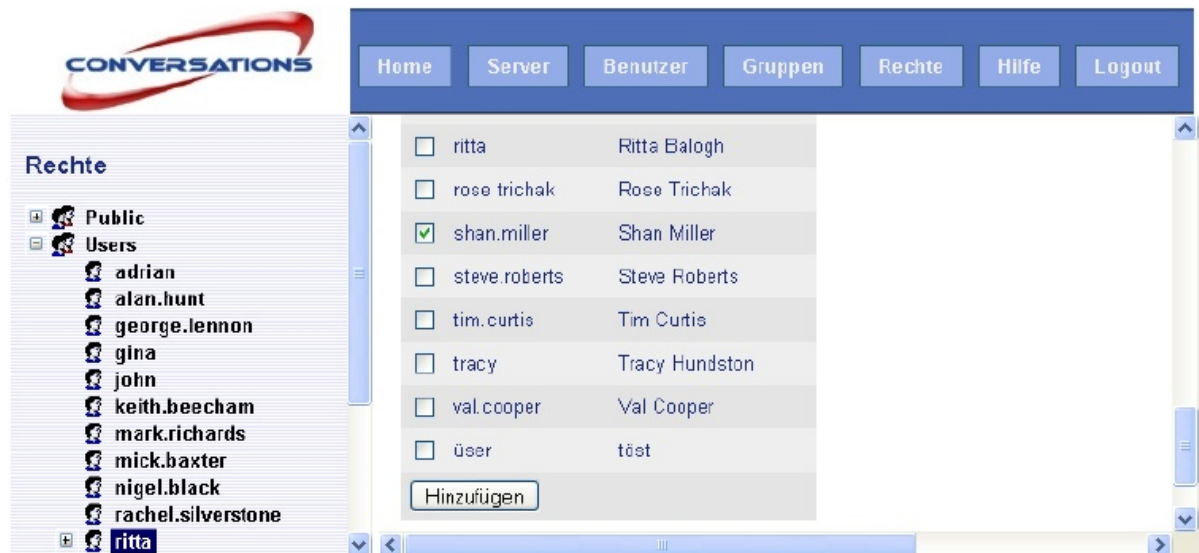 CONVERSATIONS
Home Server Benutzer Gruppen Rechte Hilfe Logout
Rechte
Public
Users
adrian
alan.hunt
george.lennon
gina
john
keith.beecham
mark.richards
mick.baxter
nigel.black
rachel.silverstone
ritta
ritta Ritta Balogh
rose trichak Rose Trichak
shan.miller Shan Miller
steve.roberts Steve Roberts
tim.curtis Tim Curtis
tracy Tracy Hundston
val.cooper Val Cooper
üser töst
Hinzufügen